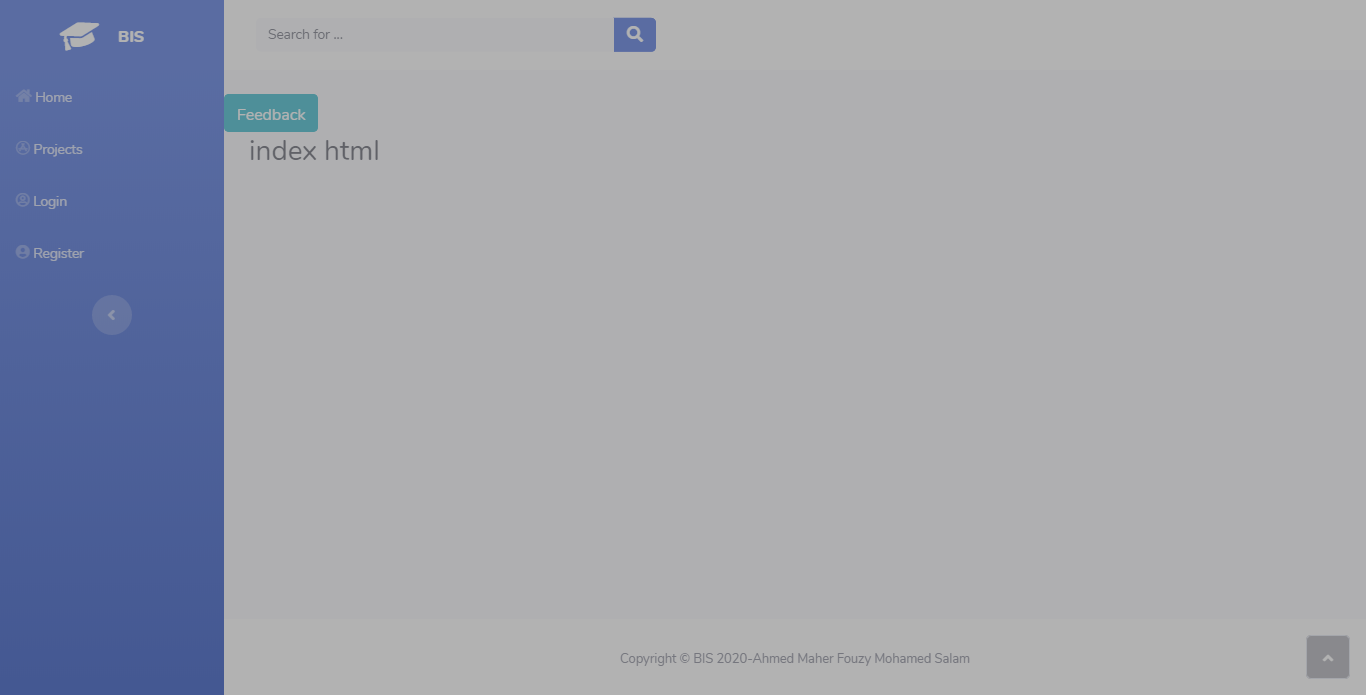 BIS
Search for ...
Home
Projects
Login
Register
Feedback
index html
Copyright © BIS 2020-Ahmed Maher Fouzy Mohamed Salam